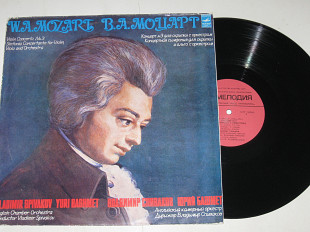 W.A.MOZART В.А.МОЦАРТ
Violin Concerto No.3
Sinfonia Concertante for Violin
Viola and Orchestra
Концерт №3 для скрипки с оркестром
Концертная симфония для скрипки
и альта с оркестром
VLADIMIR SPIVAKOV YURI BASHMET ВЛАДИМИР СПИВАКОВ ЮРИЙ БАШМЕТ
English Chamber Orchestra
Conductor Vladimir Spivakov
Английский камерный оркестр
Дирижер Владимир Спиваков
МЕЛОДИЯ